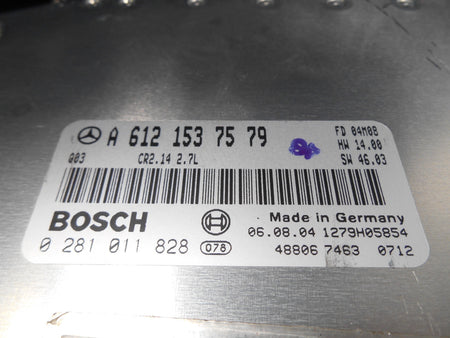 A 612 153 75 79
FD 04M08
HW 14.00
G03 CR2.14 2.7L
SW 46.03
BOSCH
Made in Germany
06.08.04 1279H05854
0 281 011 828 078
48806 7463 0712